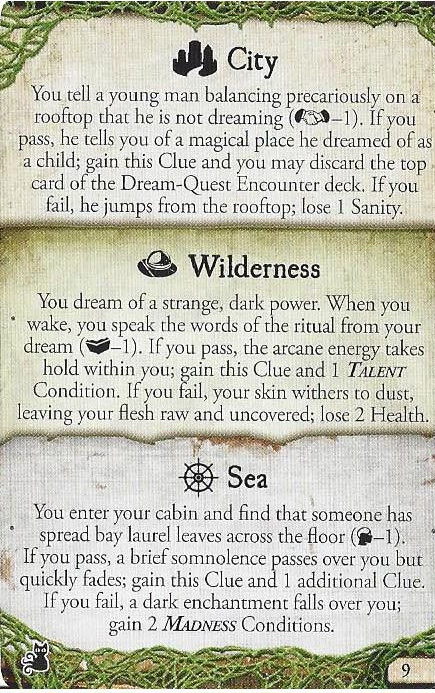 City
You tell a young man balancing precariously on a
rooftop that he is not dreaming (–1). If you
pass, he tells you of a magical place he dreamed of as
a child; gain this Clue and you may discard the top
card of the Dream-Quest Encounter deck. If you
fail, he jumps from the rooftop; lose 1 Sanity.
Wilderness
You dream of a strange, dark power. When you
wake, you speak the words of the ritual from your
dream (–1). If you pass, the arcane energy takes
hold within you; gain this Clue and 1 TALENT
Condition. If you fail, your skin withers to dust,
leaving your flesh raw and uncovered; lose 2 Health.
Sea
You enter your cabin and find that someone has
spread bay laurel leaves across the floor (–1).
If you pass, a brief somnolence passes over you but
quickly fades; gain this Clue and 1 additional Clue.
If you fail, a dark enchantment falls over you;
gain 2 MADNESS Conditions.
9